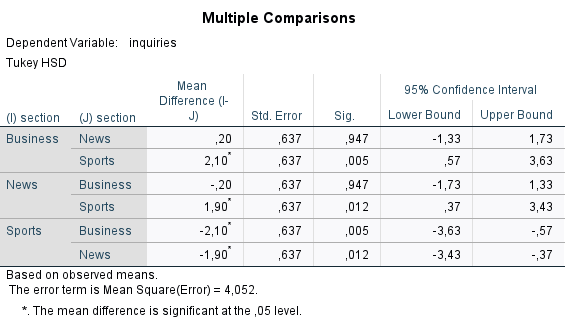 Multiple Comparisons
Dependent Variable: inquiries
Tukey HSD
(I) section (J) section Mean Difference (I-J) Std. Error Sig. 95% Confidence Interval
Lower Bound Upper Bound
Business News ,20 ,637 ,947 -1,33 1,73
Sports 2,10* ,637 ,005 ,57 3,63
News Business -,20 ,637 ,947 -1,73 1,33
Sports 1,90* ,637 ,012 ,37 3,43
Sports Business -2,10* ,637 ,005 -3,63 -,57
News -1,90* ,637 ,012 -3,43 -,37
Based on observed means.
The error term is Mean Square(Error) = 4,052.
*. The mean difference is significant at the ,05 level.